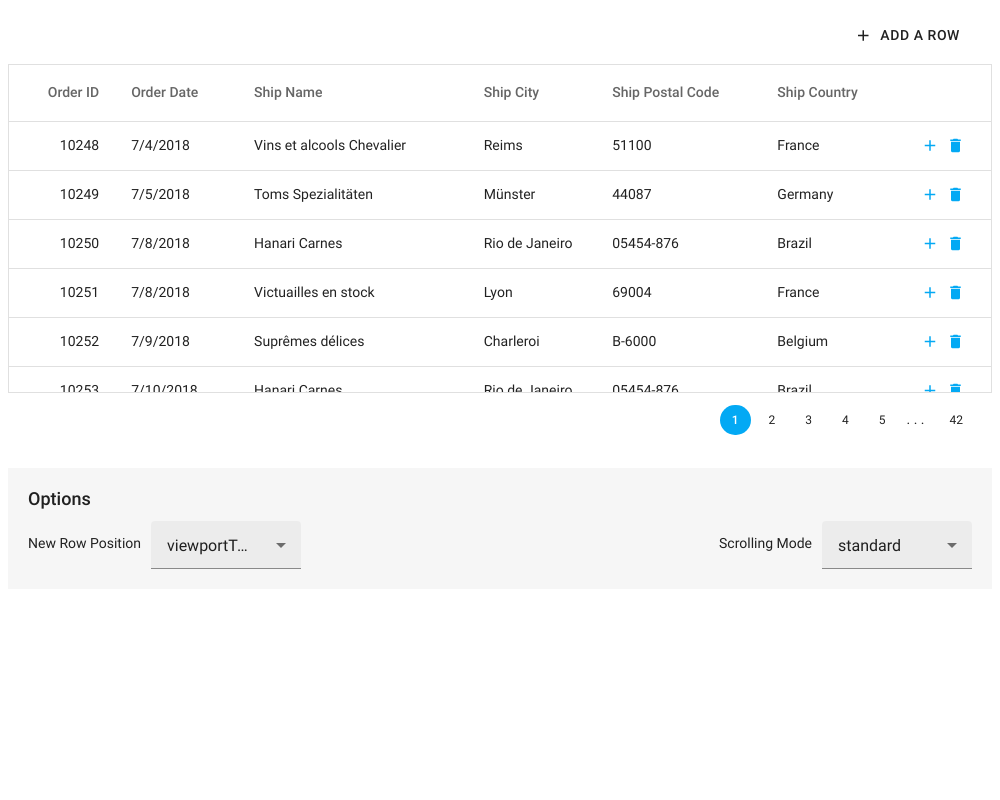 ADD A ROW
Order ID Order Date Ship Name Ship City Ship Postal Code Ship Country
10248 7/4/2018 Vins et alcools Chevalier Reims 51100 France
10249 7/5/2018 Toms Spezialitäten Münster 44087 Germany
10250 7/8/2018 Hanari Carnes Rio de Janeiro 05454-876 Brazil
10251 7/8/2018 Victuailles en stock Lyon 69004 France
10252 7/9/2018 Suprêmes délices Charleroi B-6000 Belgium
10253 7/10/2018 Hanari Carnes Rio de Janeiro 05454-876 Brazil
1 2 3 4 5 . . . 42
Options
New Row Position viewportT... Scrolling Mode standard